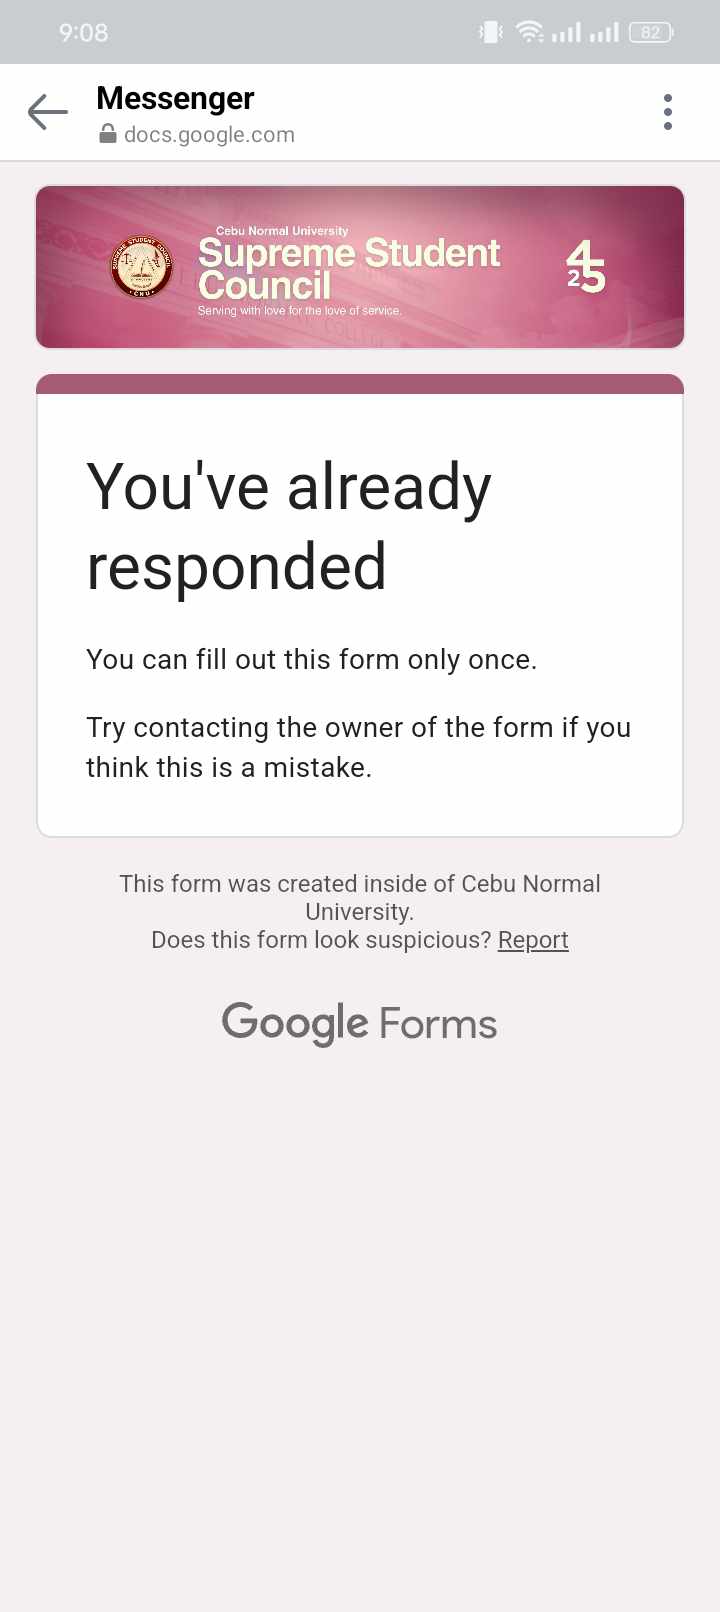 9:08
82
Messenger
docs.google.com
Cebu Normal University
Supreme Student
Council
Serving with love for the love of service.
4
25
SUPREME STUDENT COUNCIL
• CNU •
You've already
responded
You can fill out this form only once.
Try contacting the owner of the form if you
think this is a mistake.
This form was created inside of Cebu Normal
University.
Does this form look suspicious? Report
Google Forms